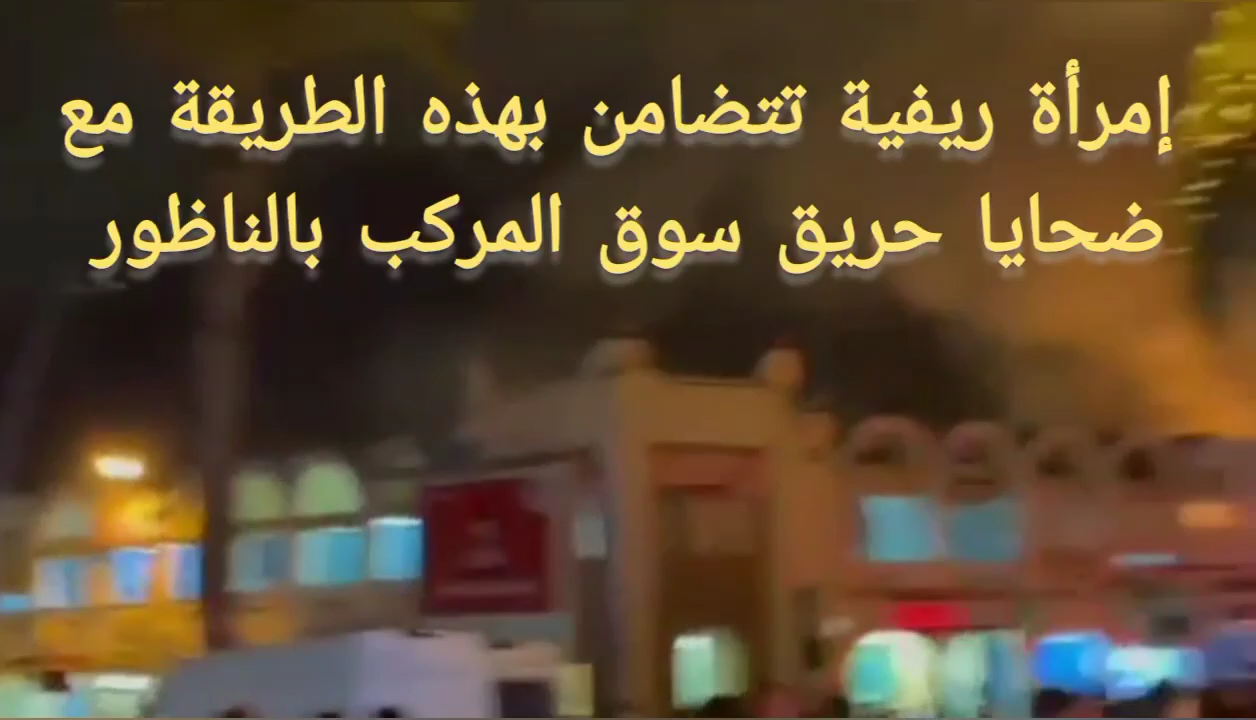 إمرأة ريفية تتضامن بهذه الطريقة مع
ضحايا حريق سوق المركب بالناظور